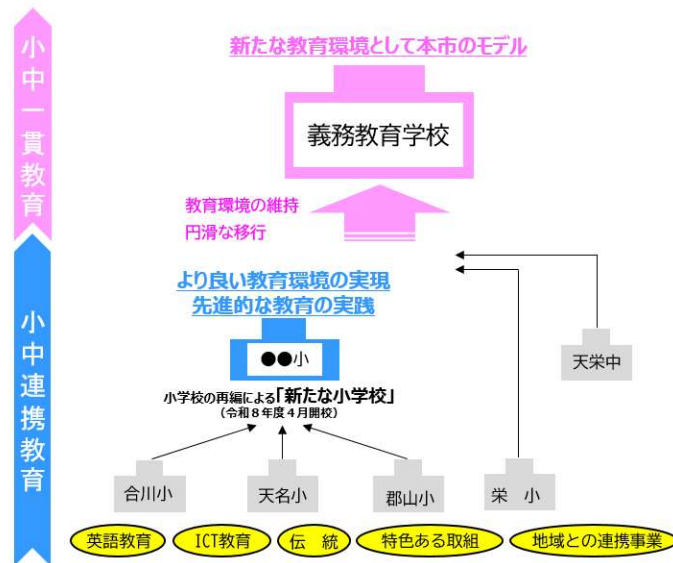 小中一貫教育
新たな教育環境として本市のモデル
義務教育学校
教育環境の維持
円滑な移行
小中連携教育
より良い教育環境の実現
先進的な教育の実践
●●小
小学校の再編による「新たな小学校」
（令和８年度４月開校）
天栄中
合川小
天名小
郡山小
栄　小
英語教育
ICT教育
伝　統
特色ある取組
地域との連携事業